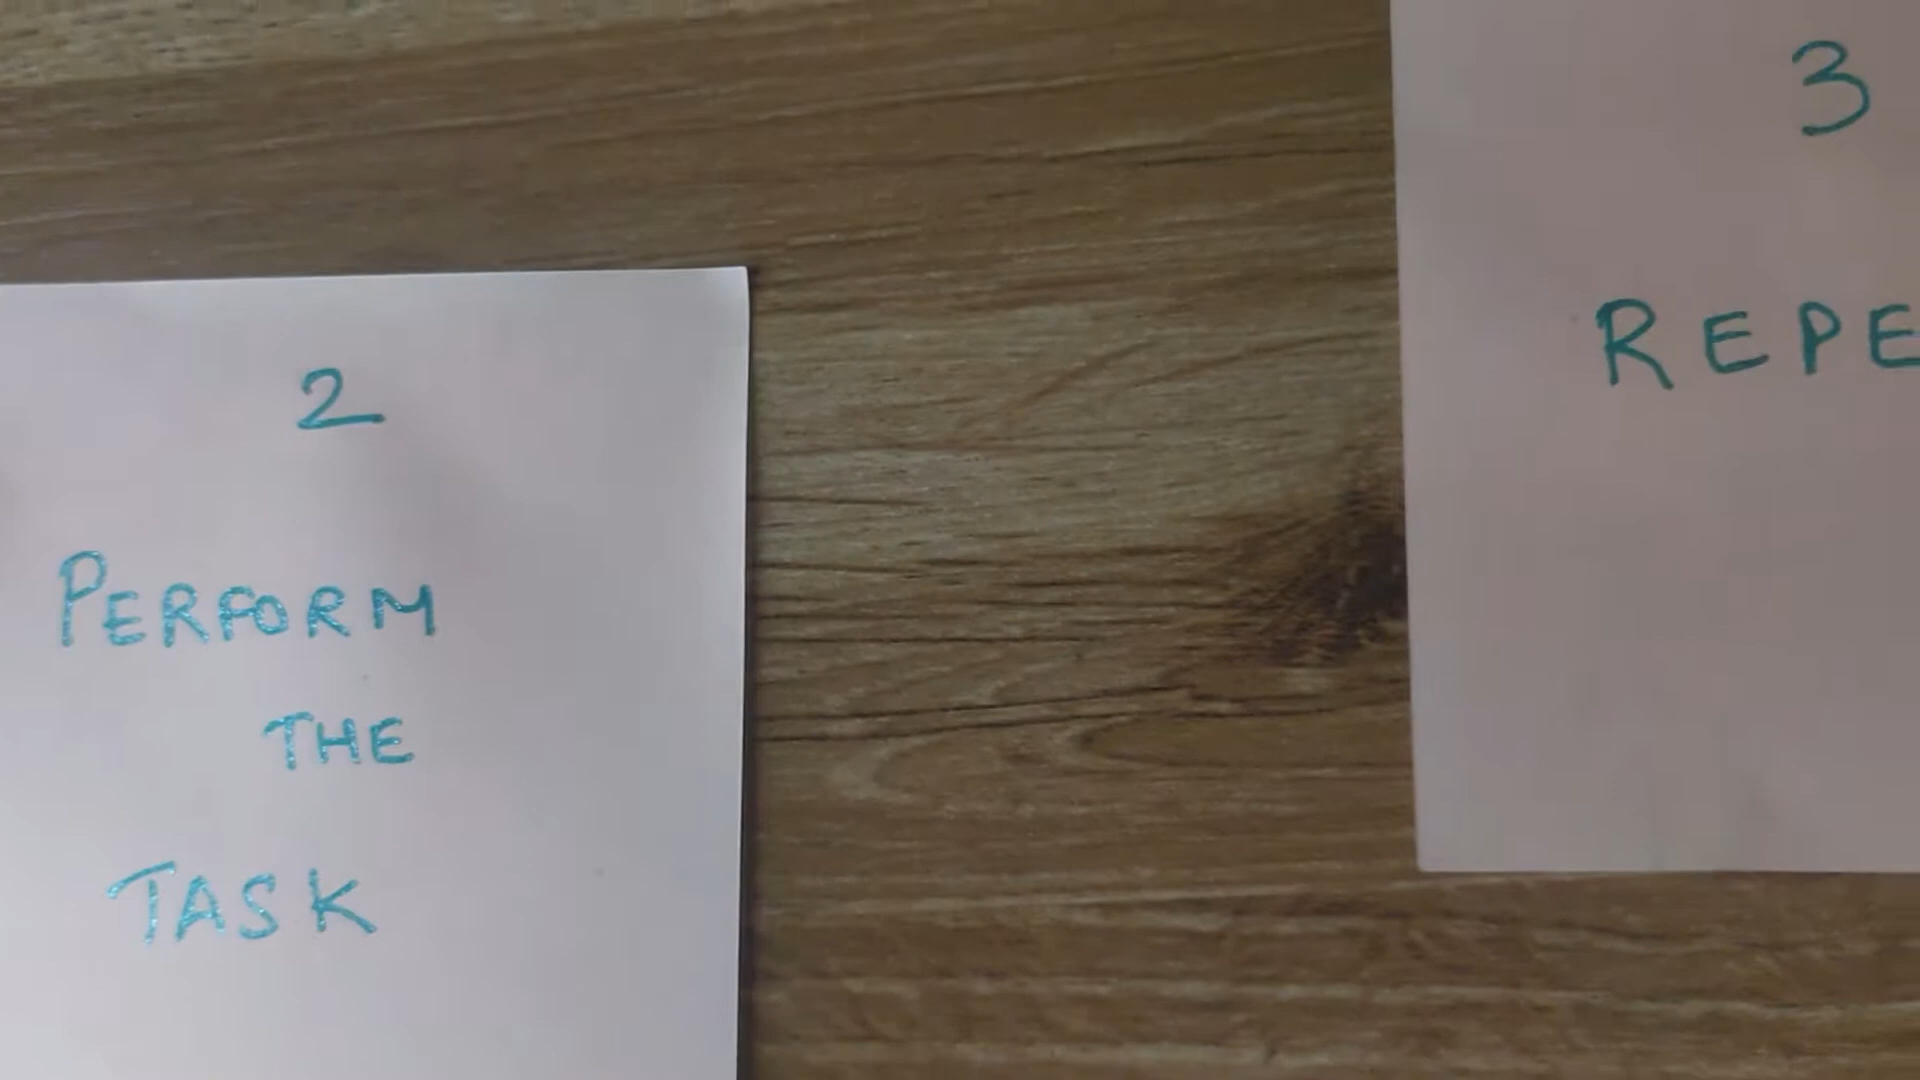 2
PERFORM
THE
TASK
3
REPE